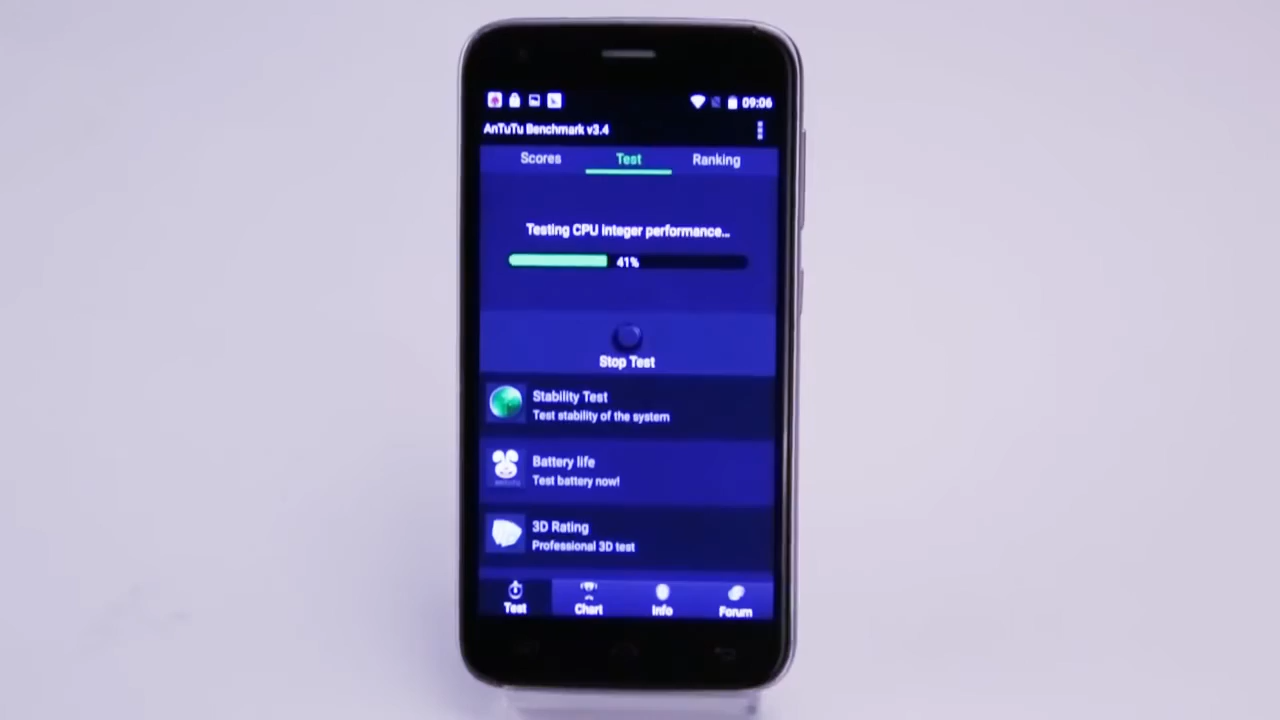 09:06
AnTuTu Benchmark v3.4
Scores Test Ranking
Testing CPU integer performance...
41%
Stop Test
Stability Test
Test stability of the system
Battery life
Test battery now!
3D Rating
Professional 3D test
Test Chart Info Forum